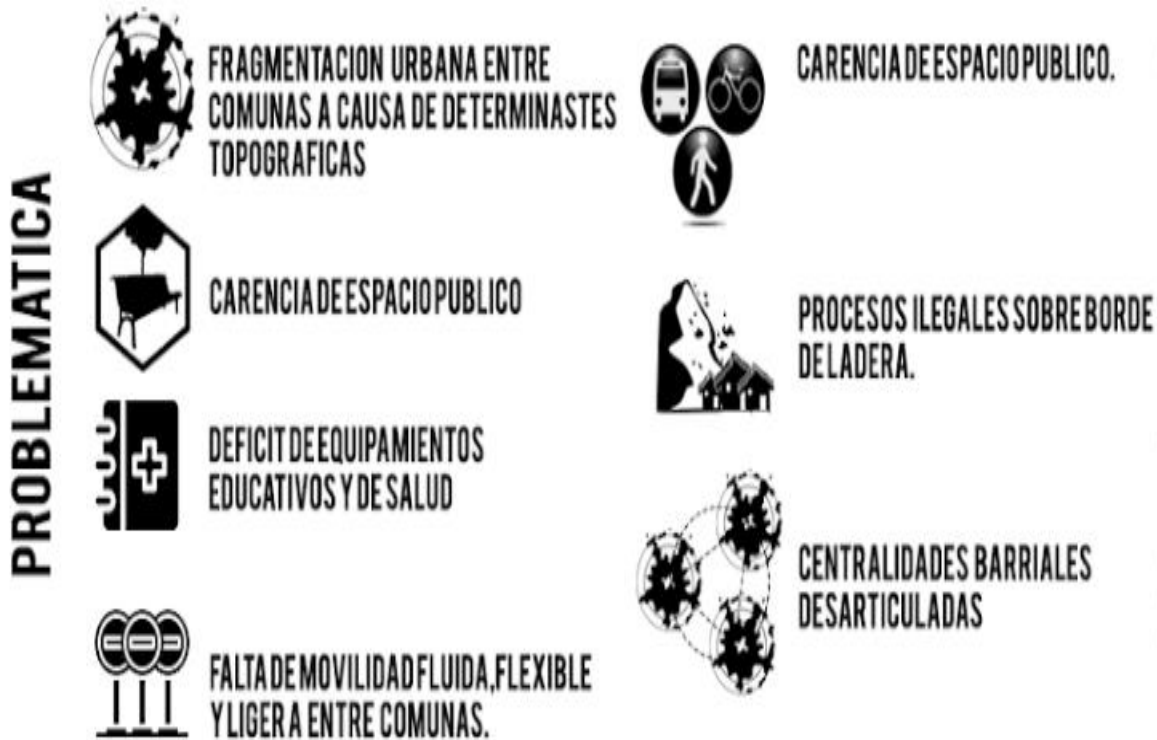 PROBLEMATICA
FRAGMENTACION URBANA ENTRE
COMUNAS A CAUSA DE DETERMINASTES
TOPOGRAFICAS
CARENCIA DE ESPACIO PUBLICO
DEFICIT DE EQUIPAMIENTOS
EDUCATIVOS Y DE SALUD
FALTA DE MOVILIDAD FLUIDA, FLEXIBLE
Y LIGERA ENTRE COMUNAS.
CARENCIA DE ESPACIO PUBLICO.
PROCESOS ILEGALES SOBRE BORDE
DE LADERA.
CENTRALIDADES BARRIALES
DESARTICULADAS